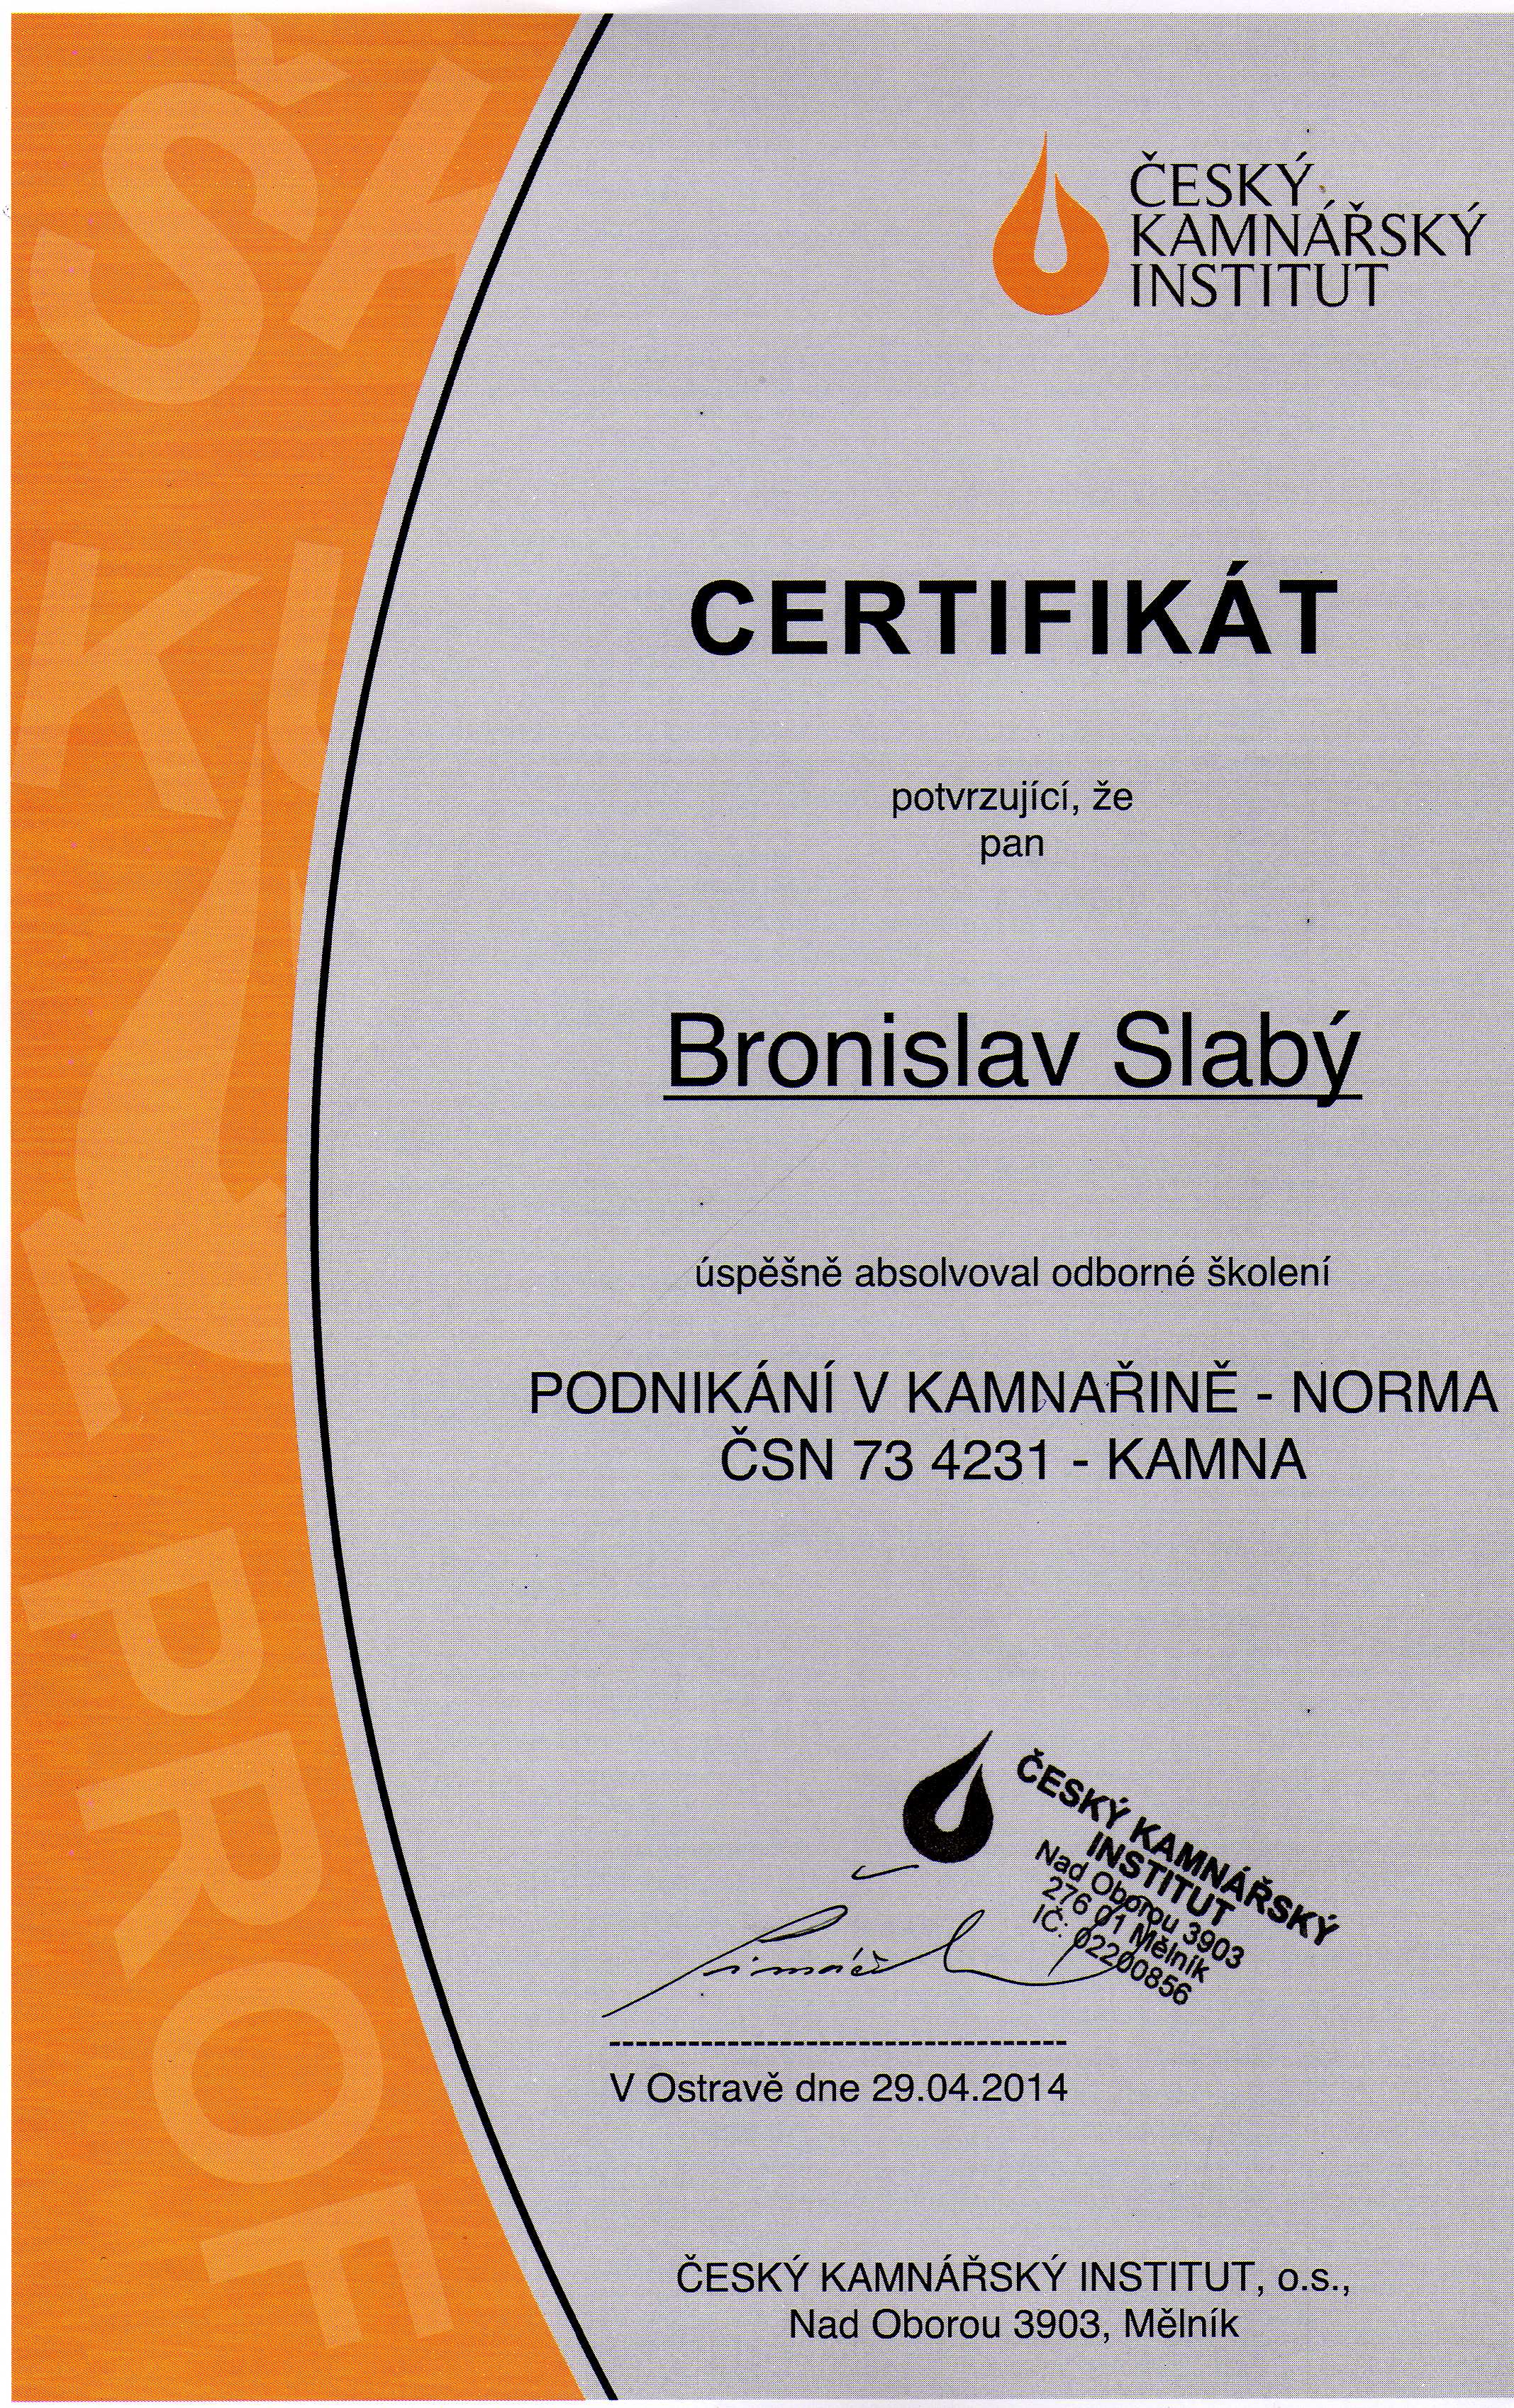 ČESKÝ
KAMNÁŘSKÝ
INSTITUT
CERTIFIKÁT
potvrzující, že
pan
Bronislav Slabý
úspěšně absolvoval odborné školení
PODNIKÁNÍ V KAMNAŘINĚ - NORMA
ČSN 73 4231 - KAMNA
ČESKÝ KAMNÁŘSKÝ
INSTITUT
Nad Oborou 3903
276 01 Mělník
IČ: 02200856
V Ostravě dne 29.04.2014
ČESKÝ KAMNÁŘSKÝ INSTITUT, o.s.,
Nad Oborou 3903, Mělník